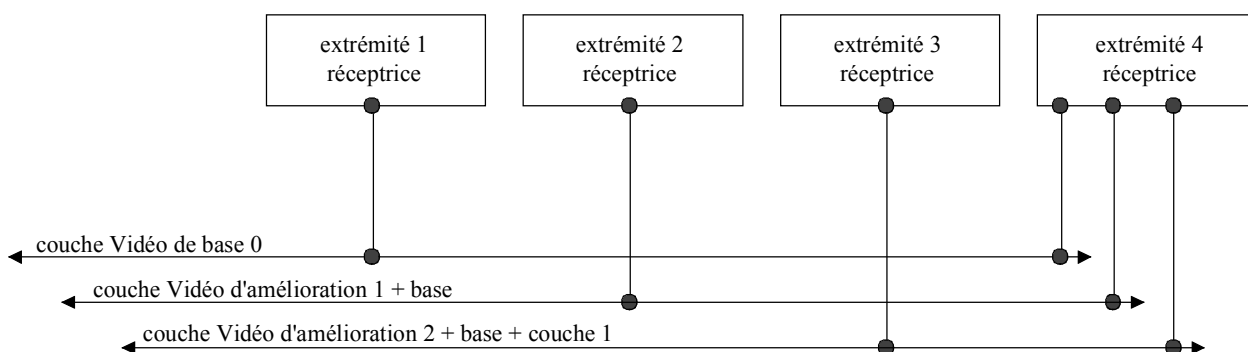 extrémité 1
réceptrice
extrémité 2
réceptrice
extrémité 3
réceptrice
extrémité 4
réceptrice
couche Vidéo de base 0
couche Vidéo d'amélioration 1 + base
couche Vidéo d'amélioration 2 + base + couche 1